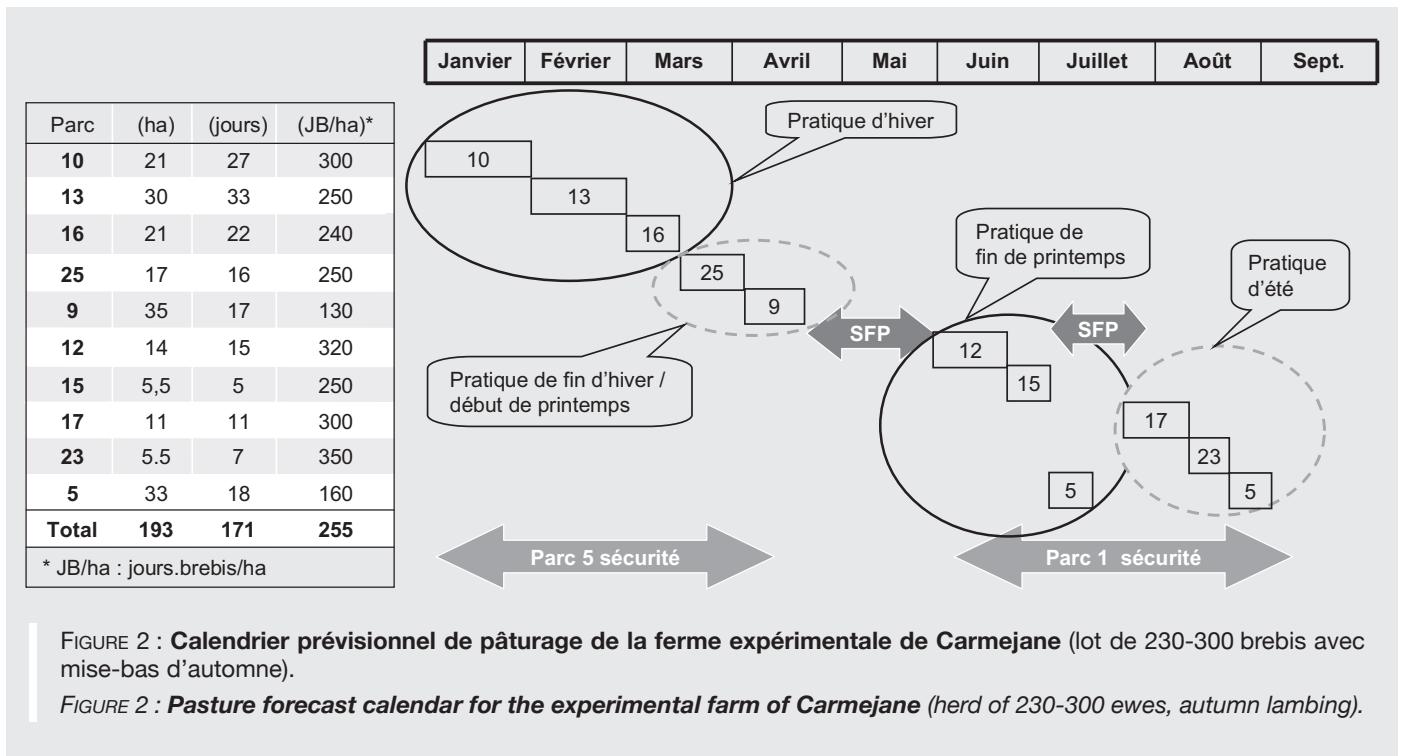 Janvier Février Mars Avril Mai Juin Juillet Août Sept.
Parc (ha) (jours) (JB/ha)*
10 21 27 300
13 30 33 250
16 21 22 240
25 17 16 250
9 35 17 130
12 14 15 320
15 5,5 5 250
17 11 11 300
23 5.5 7 350
5 33 18 160
Total 193 171 255
* JB/ha : jours.brebis/ha
Pratique d'hiver
10
13
16
25
9
Pratique de fin d'hiver /
début de printemps
SFP
Pratique de
fin de printemps
12
15
5
SFP
Pratique
d'été
17
23
5
Parc 5 sécurité
Parc 1 sécurité
FIGURE 2 : Calendrier prévisionnel de pâturage de la ferme expérimentale de Carmejane (lot de 230-300 brebis avec
mise-bas d'automne).
FIGURE 2 : Pasture forecast calendar for the experimental farm of Carmejane (herd of 230-300 ewes, autumn lambing).